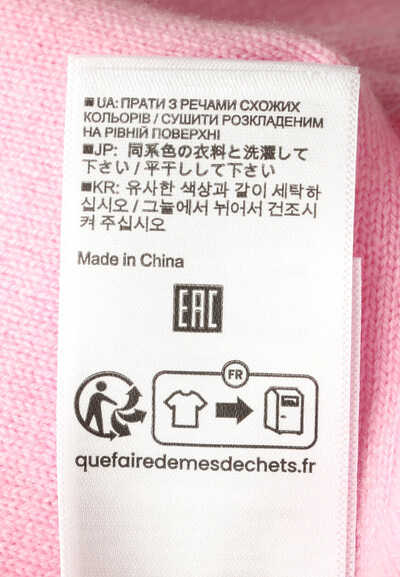 ■UA: ПРАТИ З РЕЧАМИ СХОЖИХ
КОЛЬОРІВ / СУШИТИ РОЗКЛАДЕНИМ
НА РІВНІЙ ПОВЕРХНІ
■JP: 同系色の衣料と洗濯して
下さい / 平干しして下さい
■KR: 유사한 색상과 같이 세탁하
십시오 / 그늘에서 뉘어서 건조시
켜 주십시오
Made in China
EAC
FR
quefairedemesdechets.fr